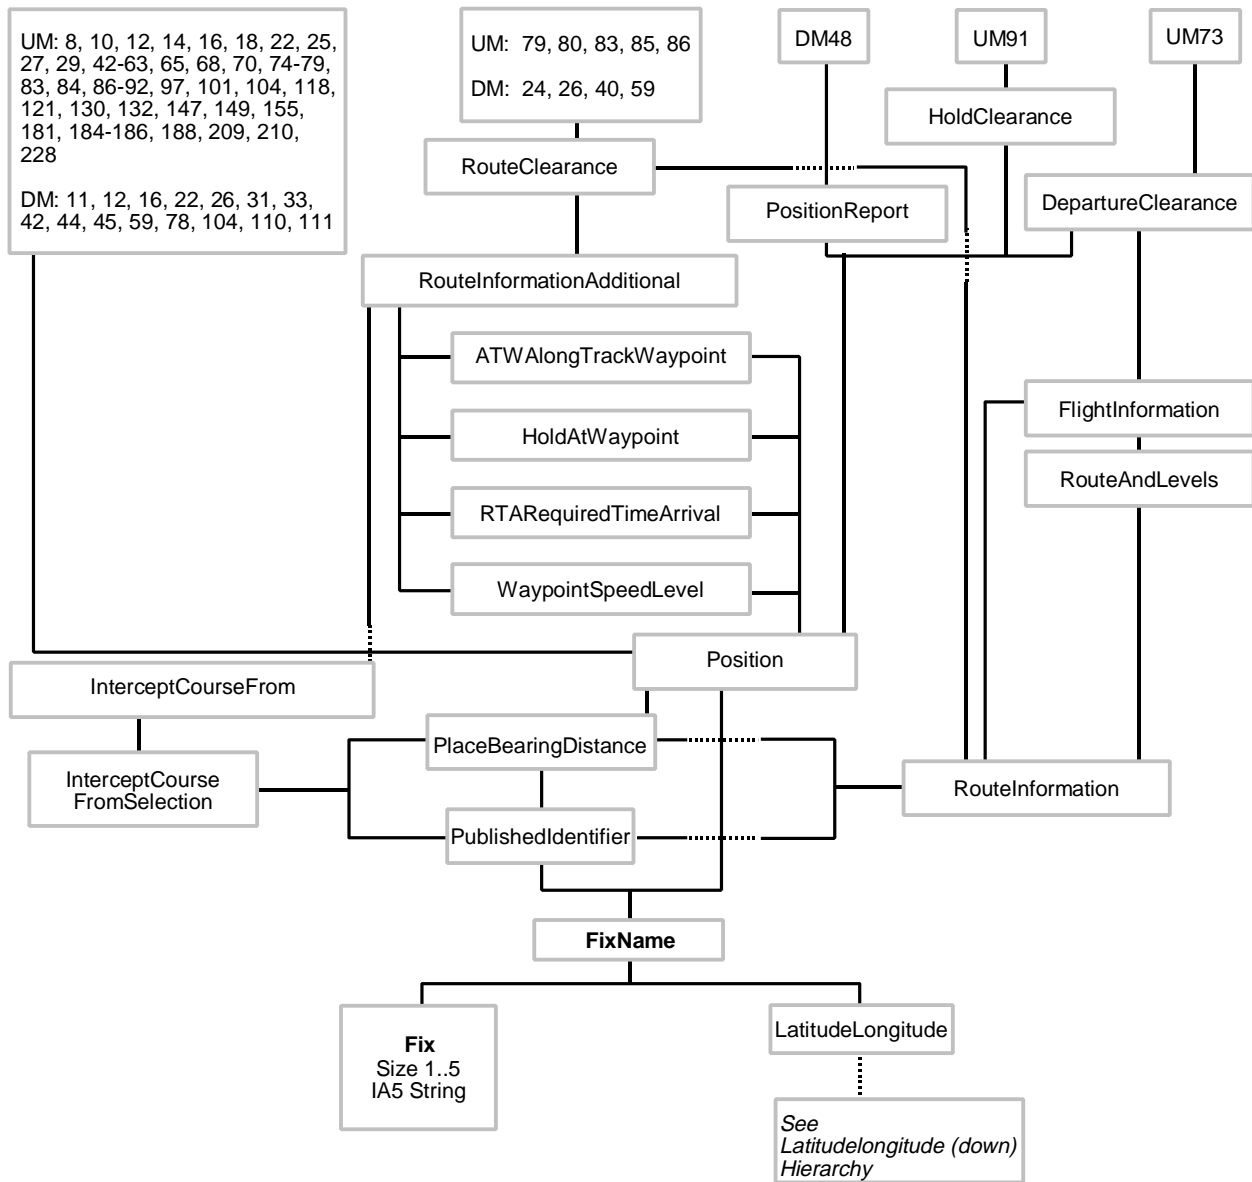 UM: 8, 10, 12, 14, 16, 18, 22, 25,
27, 29, 42-63, 65, 68, 70, 74-79,
83, 84, 86-92, 97, 101, 104, 118,
121, 130, 132, 147, 149, 155,
181, 184-186, 188, 209, 210,
228
DM: 11, 12, 16, 22, 26, 31, 33,
42, 44, 45, 59, 78, 104, 110, 111
UM: 79, 80, 83, 85, 86
DM: 24, 26, 40, 59
DM48
UM91
UM73
HoldClearance
RouteClearance
PositionReport
DepartureClearance
RouteInformationAdditional
ATWAlongTrackWaypoint
FlightInformation
HoldAtWaypoint
RouteAndLevels
RTARequiredTimeArrival
WaypointSpeedLevel
Position
InterceptCourseFrom
PlaceBearingDistance
InterceptCourse
FromSelection
RouteInformation
PublishedIdentifier
FixName
Fix
Size 1..5
IA5 String
LatitudeLongitude
See
Latitudelongitude (down)
Hierarchy